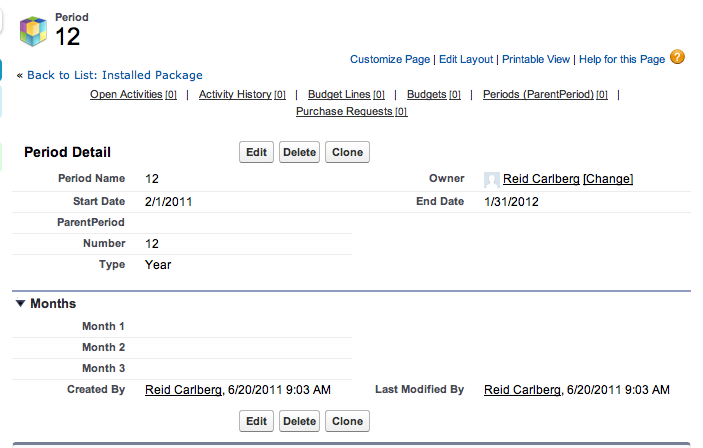 Period
12
Customize Page | Edit Layout | Printable View | Help for this Page ?
« Back to List: Installed Package
Open Activities [0] | Activity History [0] | Budget Lines [0] | Budgets [0] | Periods (ParentPeriod) [0] |
Purchase Requests [0]
Period Detail Edit Delete Clone
Period Name 12 Owner Reid Carlberg [Change]
Start Date 2/1/2011 End Date 1/31/2012
ParentPeriod
Number 12
Type Year
Months
Month 1
Month 2
Month 3
Created By Reid Carlberg, 6/20/2011 9:03 AM Last Modified By Reid Carlberg, 6/20/2011 9:03 AM
Edit Delete Clone